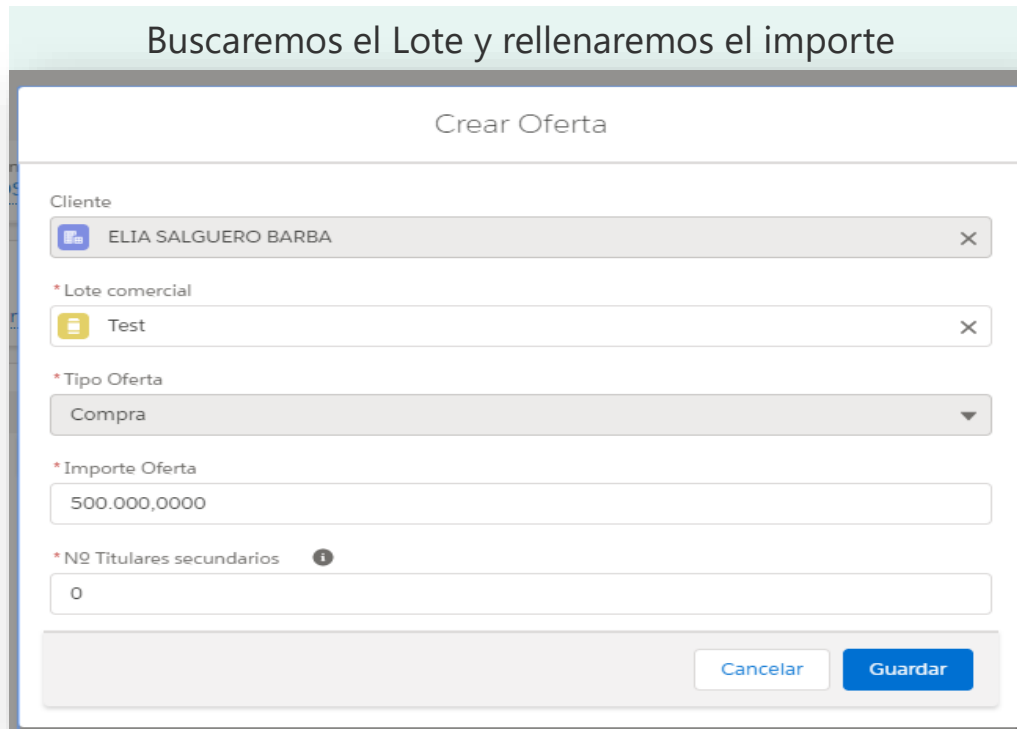 Buscaremos el Lote y rellenaremos el importe
Crear Oferta
Cliente
ELIA SALGUERO BARBA
*Lote comercial
Test
*Tipo Oferta
Compra
*Importe Oferta
500.000,0000
*Nº Titulares secundarios
0
Cancelar
Guardar